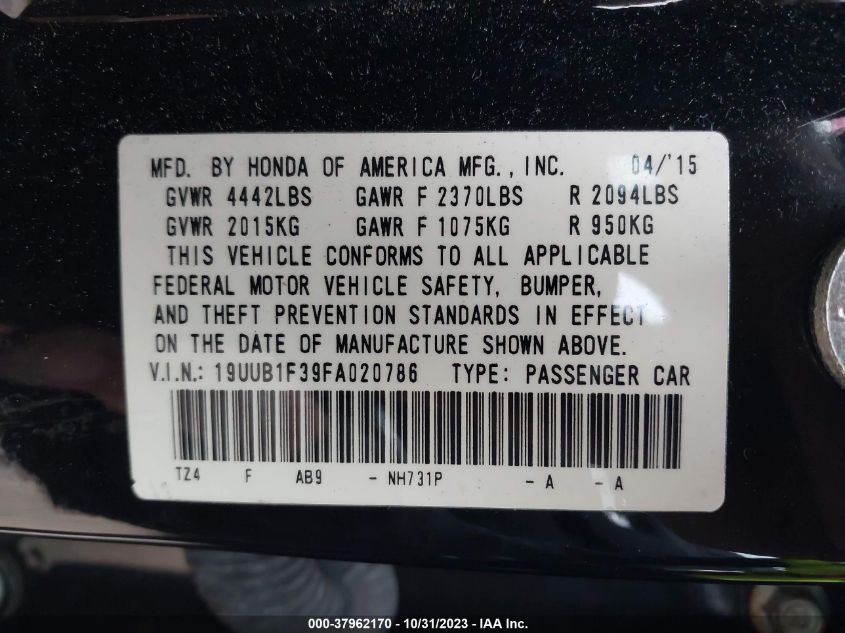 MFD. BY HONDA OF AMERICA MFG., INC. 04/'15
GVWR 4442LBS GAWR F 2370LBS R 2094LBS
GVWR 2015KG GAWR F 1075KG R 950KG
THIS VEHICLE CONFORMS TO ALL APPLICABLE
FEDERAL MOTOR VEHICLE SAFETY, BUMPER,
AND THEFT PREVENTION STANDARDS IN EFFECT
ON THE DATE OF MANUFACTURE SHOWN ABOVE.
V.I.N.: 19UUB1F39FA020786 TYPE: PASSENGER CAR
TZ4 F AB9 - NH731P - A - A
000-37962170 - 10/31/2023 - IAA Inc.